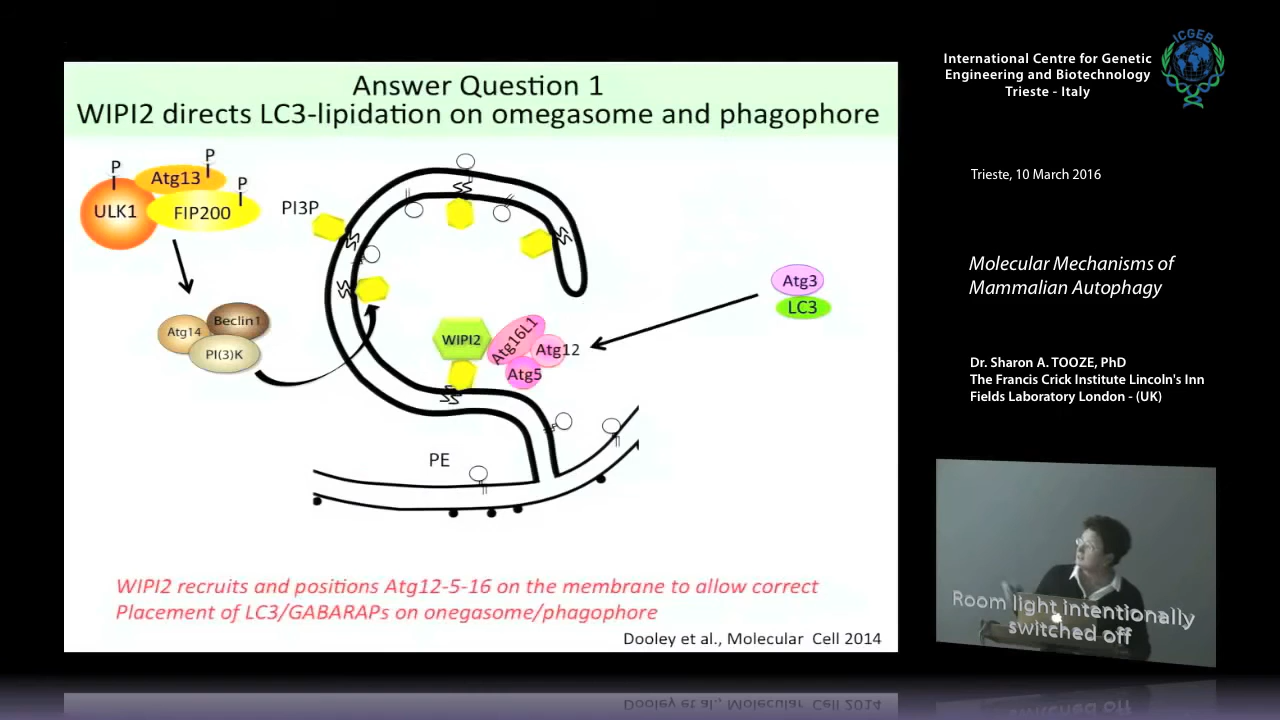 Answer Question 1
WIPI2 directs LC3-lipidation on omegasome and phagophore
P
P
P
Atg13
ULK1
FIP200
PI3P
Atg14
Beclin1
PI(3)K
WIPI2
Atg16L1
Atg12
Atg5
Atg3
LC3
PE
WIPI2 recruits and positions Atg12-5-16 on the membrane to allow correct
Placement of LC3/GABARAPs on onegasome/phagophore
Dooley et al., Molecular Cell 2014
International Centre for Genetic
Engineering and Biotechnology
Trieste - Italy
ICGEB
Trieste, 10 March 2016
Molecular Mechanisms of
Mammalian Autophagy
Dr. Sharon A. TOOZE, PhD
The Francis Crick Institute Lincoln's Inn
Fields Laboratory London - (UK)
Room light intentionally
switched off